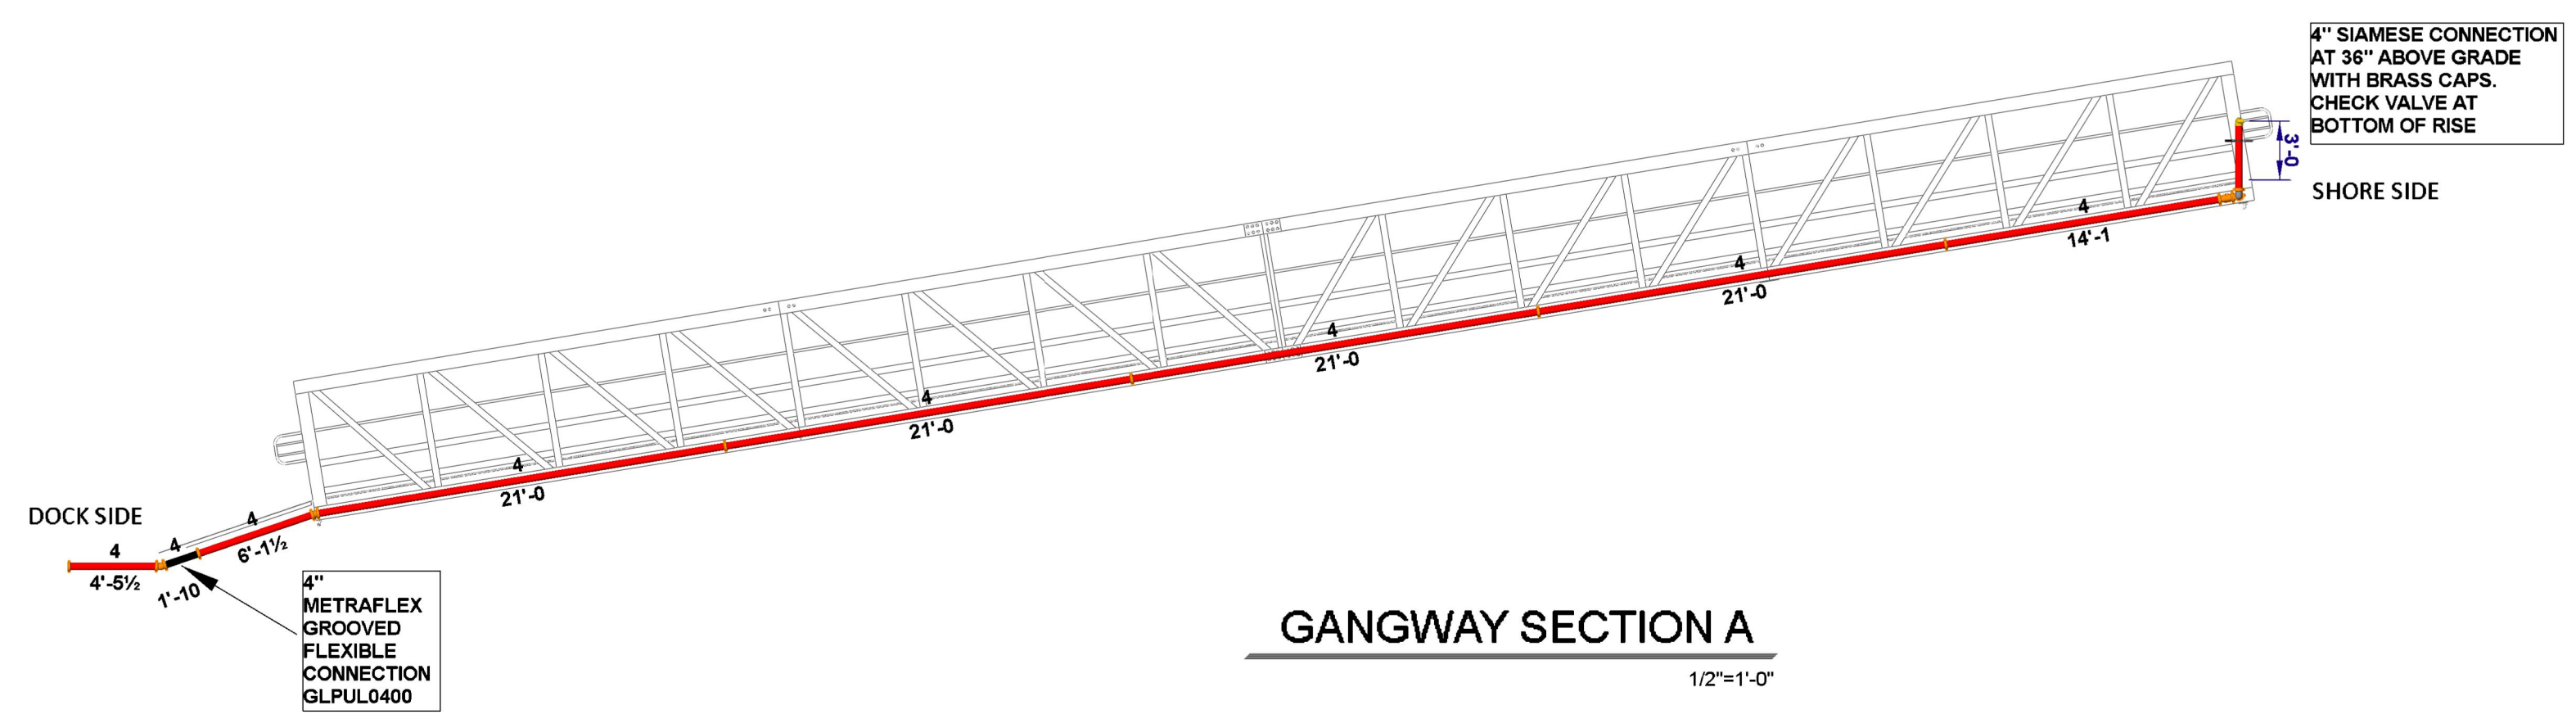 4" SIAMESE CONNECTION
AT 36" ABOVE GRADE
WITH BRASS CAPS.
CHECK VALVE AT
BOTTOM OF RISE
3'-0
SHORE SIDE
4
14'-1
4
21'-0
4
21'-0
4
21'-0
4
21'-0
DOCK SIDE
4
6'-1½
4
1'-10
4
4'-5½
4"
METRAFLEX
GROOVED
FLEXIBLE
CONNECTION
GLPUL0400
GANGWAY SECTION A
1/2"=1'-0"